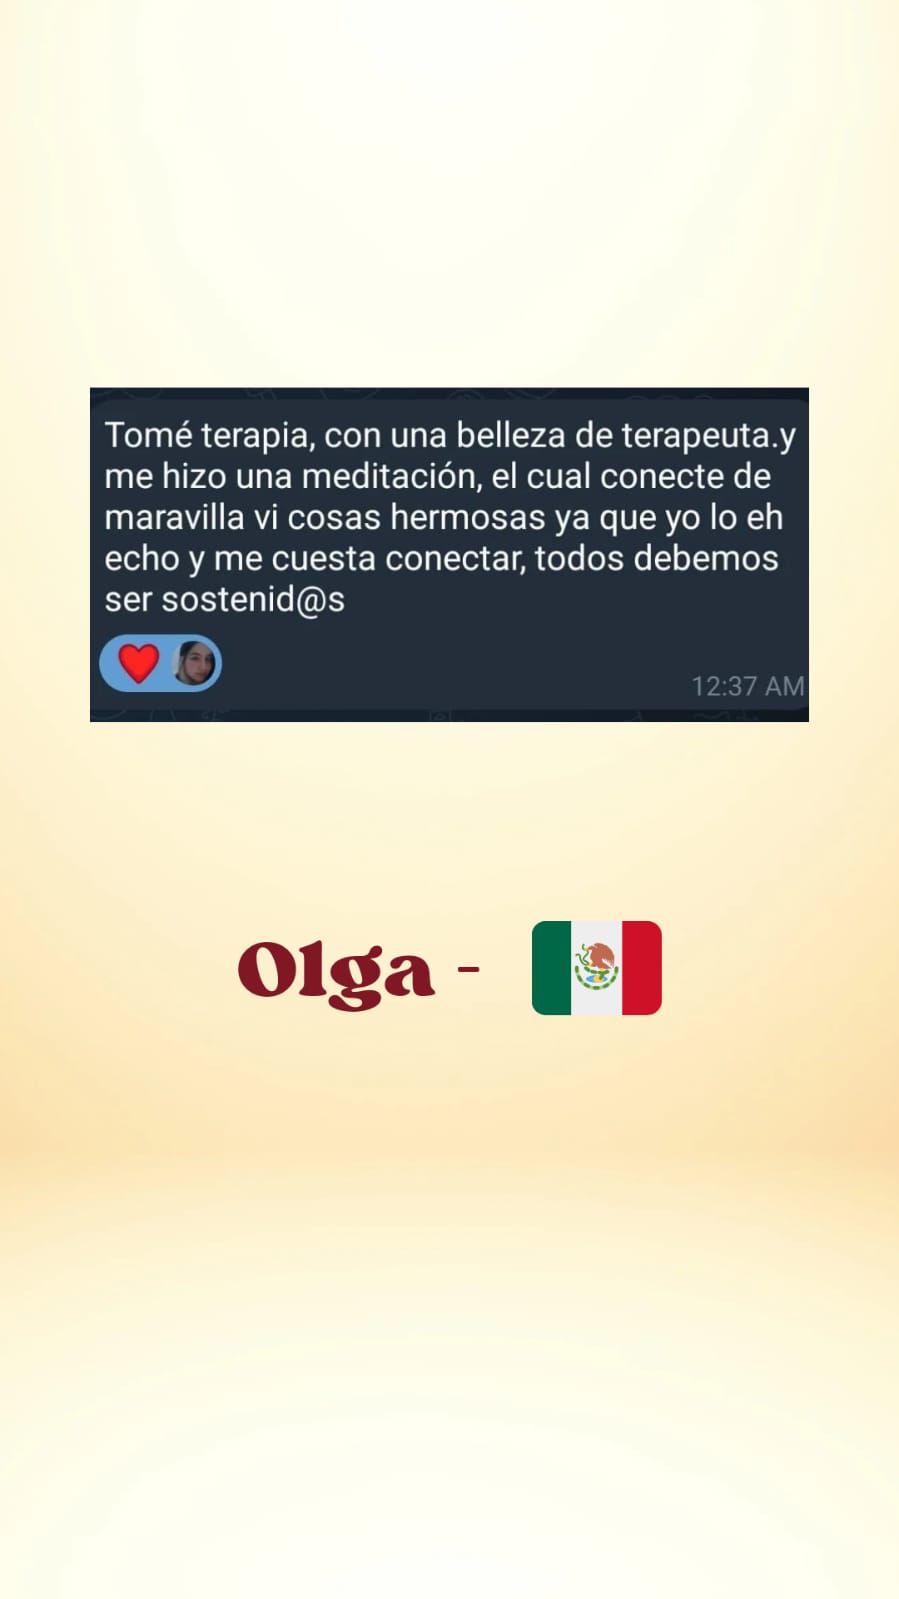 Tomé terapia, con una belleza de terapeuta.y
me hizo una meditación, el cual conecte de
maravilla vi cosas hermosas ya que yo lo eh
echo y me cuesta conectar, todos debemos
ser sostenid@s
12:37 AM
Olga -